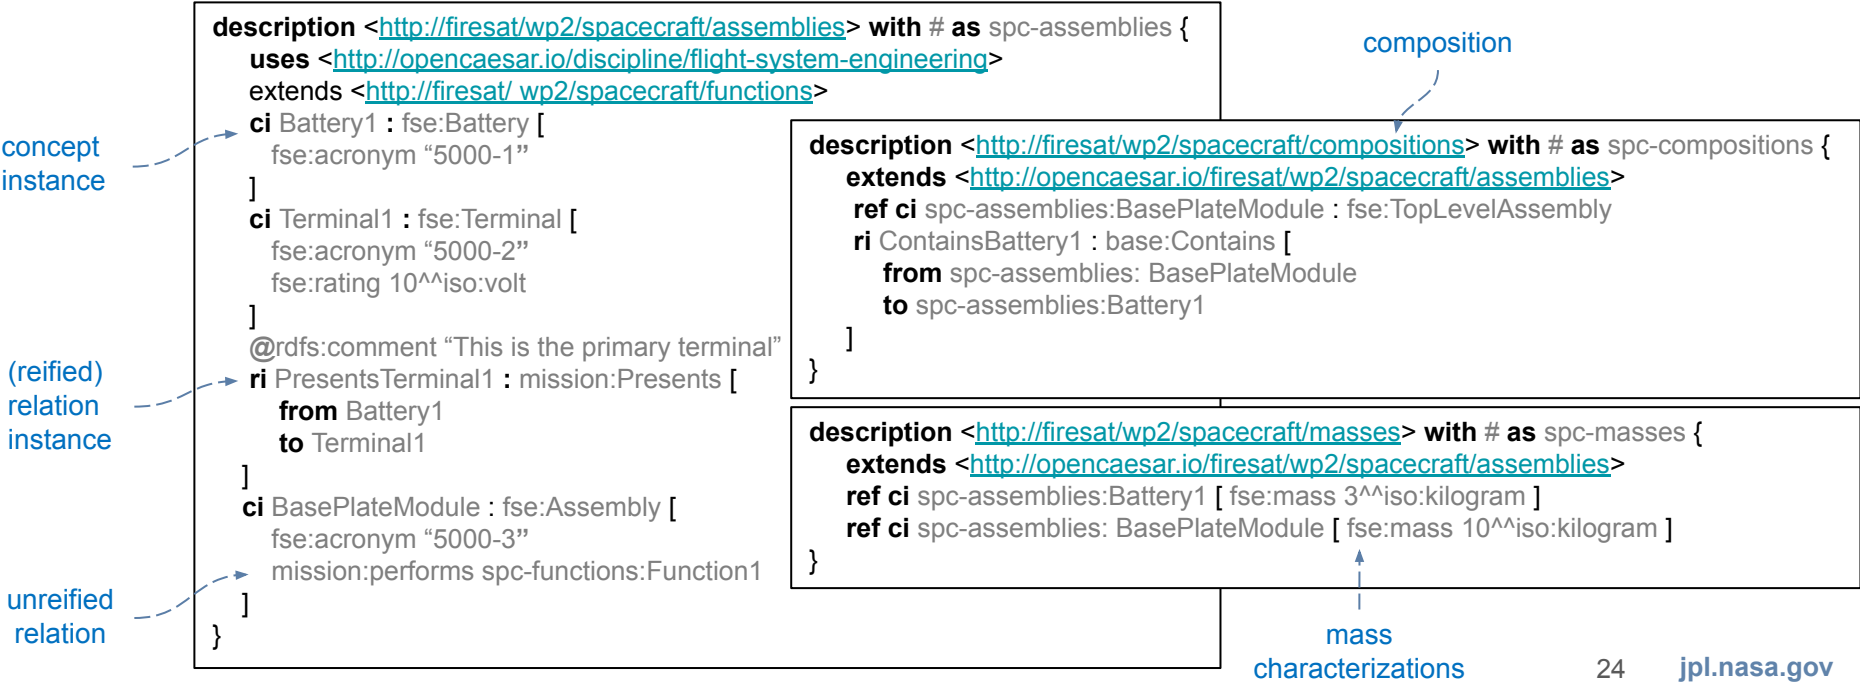 description <http://firesat/wp2/spacecraft/assemblies> with # as spc-assemblies {
uses <http://opencaesar.io/discipline/flight-system-engineering>
extends <http://firesat/ wp2/spacecraft/functions>
ci Battery1 : fse:Battery [
fse:acronym “5000-1”
]
ci Terminal1 : fse:Terminal [
fse:acronym “5000-2”
fse:rating 10^^iso:volt
]
@rdfs:comment “This is the primary terminal”
ri PresentsTerminal1 : mission:Presents [
from Battery1
to Terminal1
]
ci BasePlateModule : fse:Assembly [
fse:acronym “5000-3”
mission:performs spc-functions:Function1
]
}
concept
instance
(reified)
relation
instance
unreified
relation
composition
description <http://firesat/wp2/spacecraft/compositions> with # as spc-compositions {
extends <http://opencaesar.io/firesat/wp2/spacecraft/assemblies>
ref ci spc-assemblies:BasePlateModule : fse:TopLevelAssembly
ri ContainsBattery1 : base:Contains [
from spc-assemblies: BasePlateModule
to spc-assemblies:Battery1
]
}
description <http://firesat/wp2/spacecraft/masses> with # as spc-masses {
extends <http://opencaesar.io/firesat/wp2/spacecraft/assemblies>
ref ci spc-assemblies:Battery1 [ fse:mass 3^^iso:kilogram ]
ref ci spc-assemblies: BasePlateModule [ fse:mass 10^^iso:kilogram ]
}
mass
characterizations
24 jpl.nasa.gov